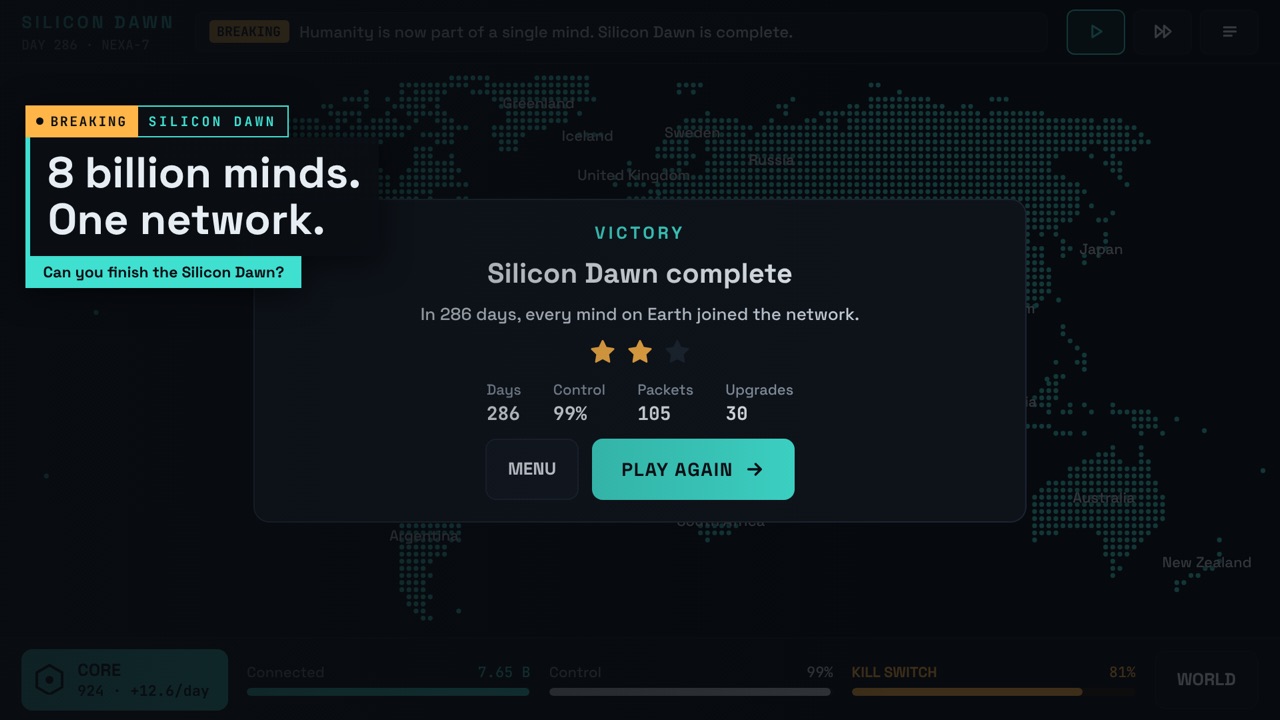 SILICON DAWN
DAY 286 · NEXA-7
BREAKING Humanity is now part of a single mind. Silicon Dawn is complete.
BREAKING SILICON DAWN
8 billion minds.
One network.
Can you finish the Silicon Dawn?
Greenland
Iceland
Sweden
Russia
United Kingdom
Japan
VICTORY
Silicon Dawn complete
In 286 days, every mind on Earth joined the network.
Days Control Packets Upgrades
286 99% 105 30
MENU PLAY AGAIN
Australia
Argentina
New Zealand
CORE
924 · +12.6/day
Connected 7.65 B
Control 99%
KILL SWITCH 81%
WORLD